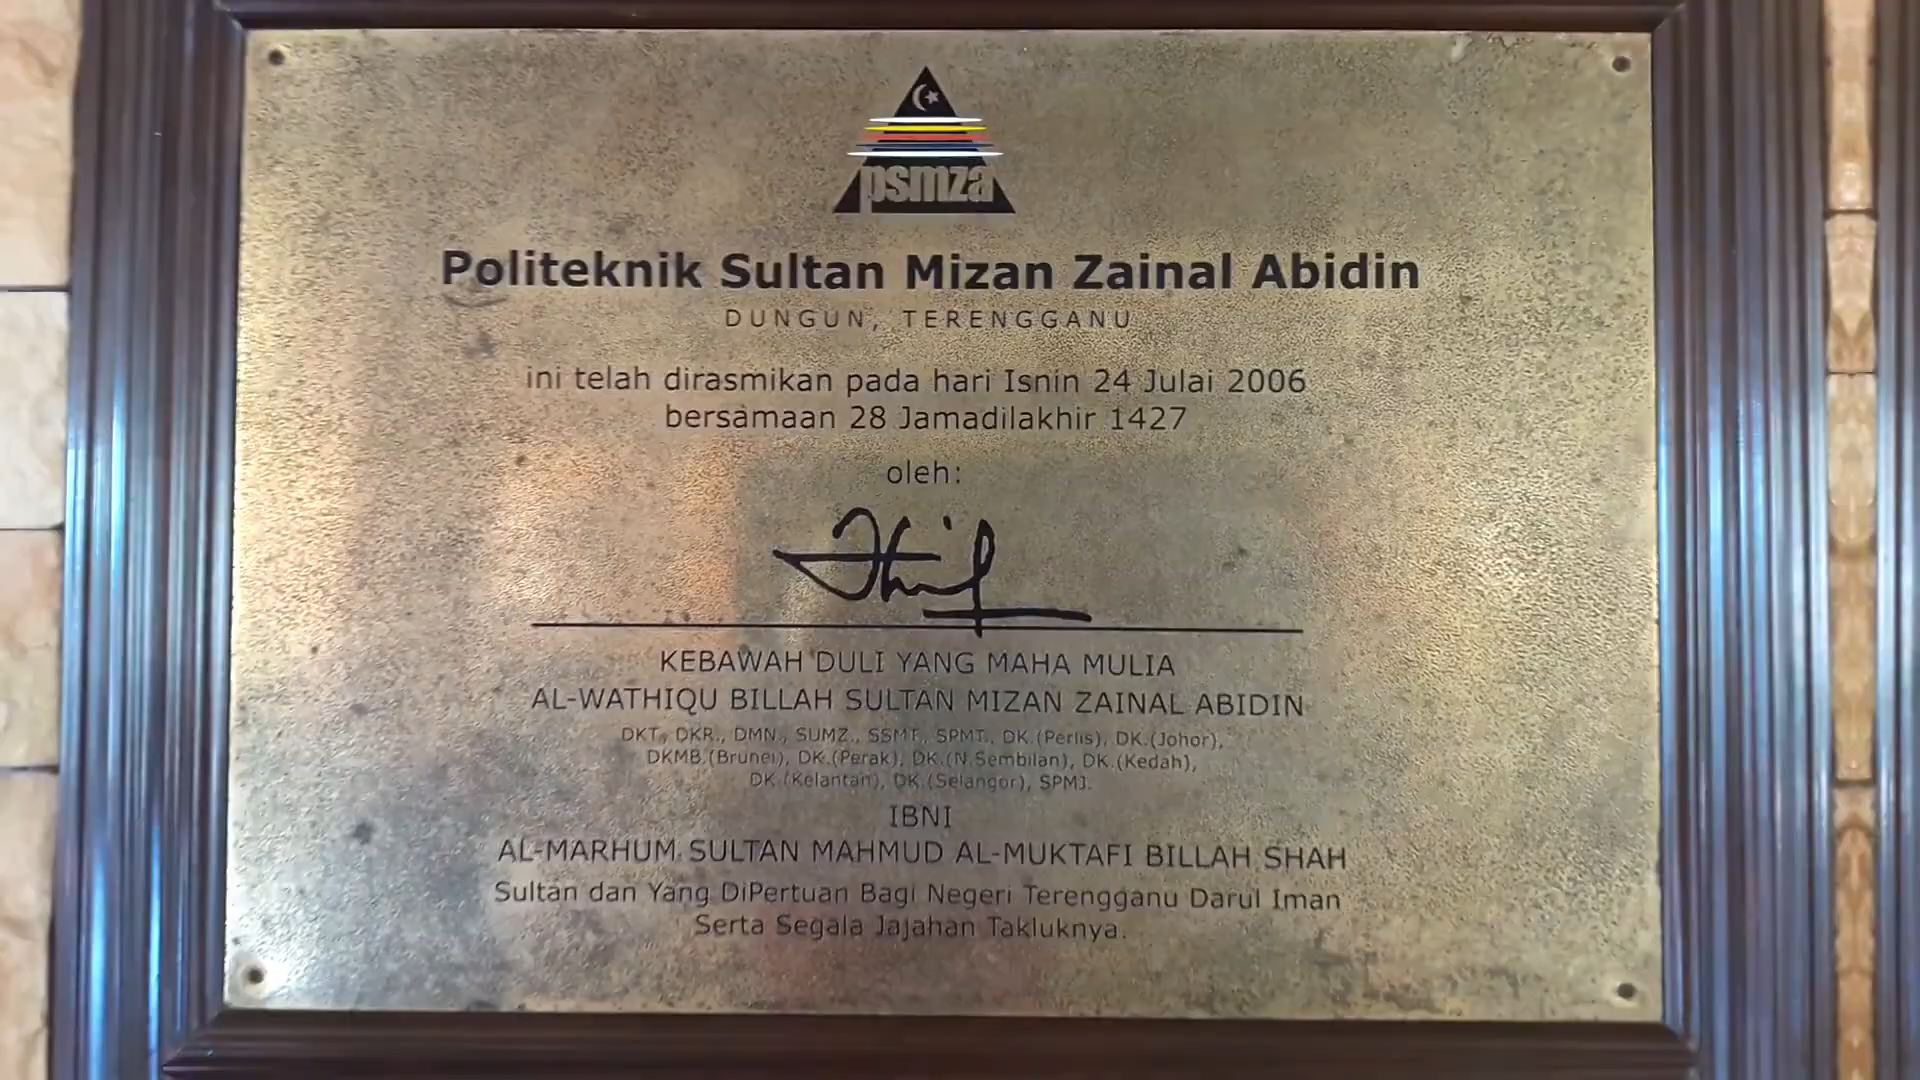 psmza
Politeknik Sultan Mizan Zainal Abidin
DUNGUN, TERENGGANU
ini telah dirasmikan pada hari Isnin 24 Julai 2006
bersamaan 28 Jamadilakhir 1427
oleh:
KEBAWAH DULI YANG MAHA MULIA
AL-WATHIQU BILLAH SULTAN MIZAN ZAINAL ABIDIN
DKT., DKR., DMN., SUMZ., SSMT., SPMT., DK.(Perlis), DK.(Johor),
DKMB.(Brunei), DK.(Perak), DK.(N.Sembilan), DK.(Kedah),
DK.(Kelantan), DK.(Selangor), SPMJ.
IBNI
AL-MARHUM SULTAN MAHMUD AL-MUKTAFI BILLAH SHAH
Sultan dan Yang DiPertuan Bagi Negeri Terengganu Darul Iman
Serta Segala Jajahan Takluknya.